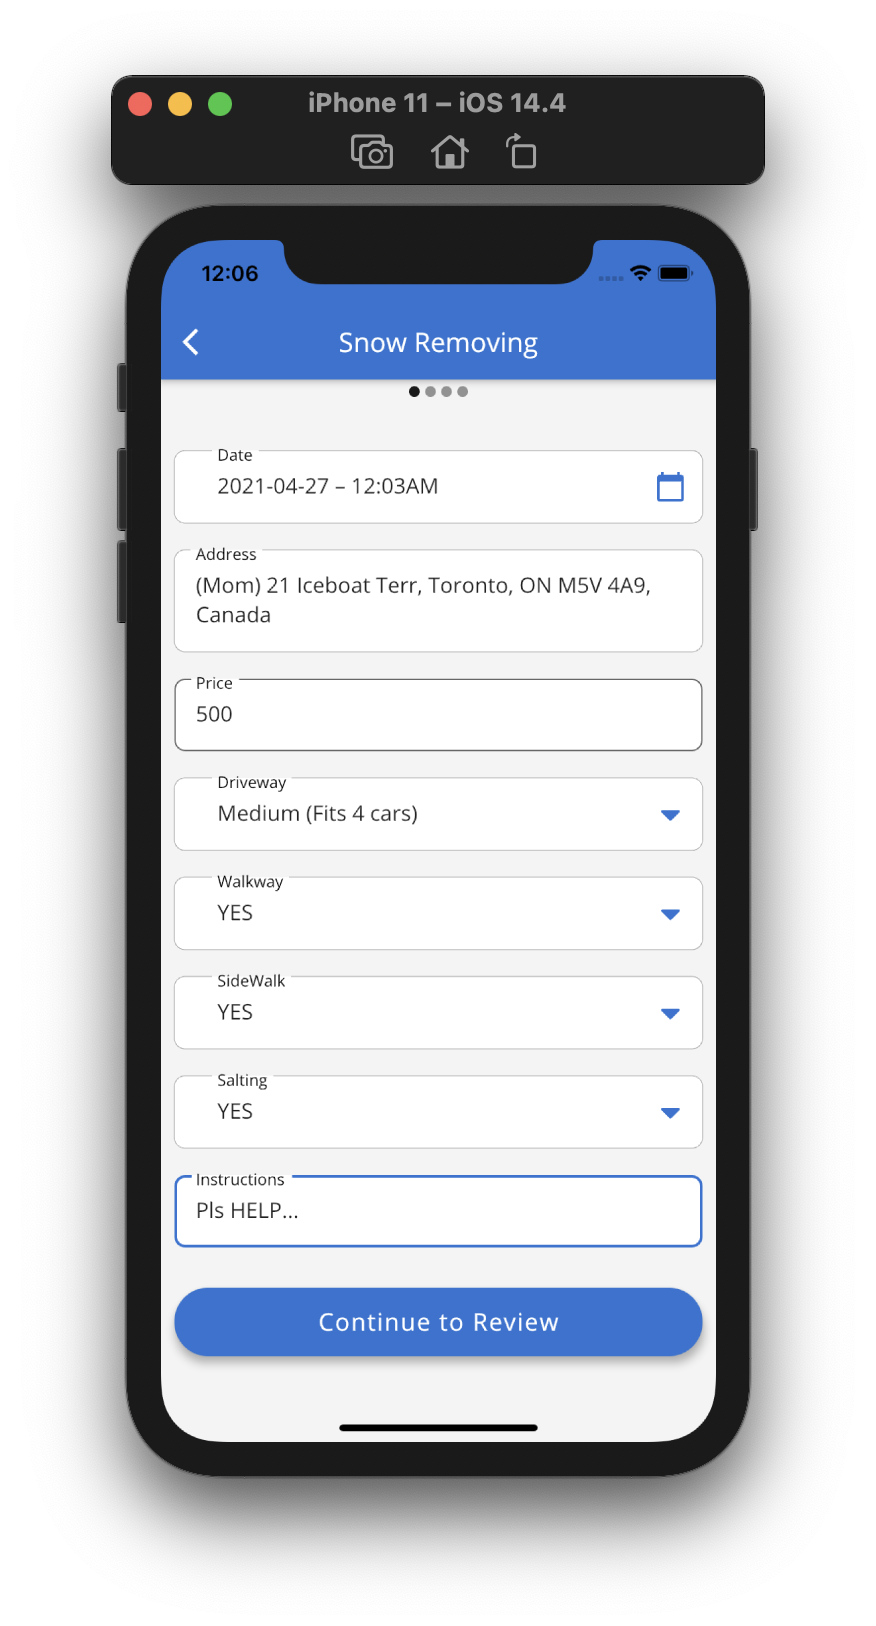 iPhone 11 – iOS 14.4
12:06
Snow Removing
Date
2021-04-27 – 12:03AM
Address
(Mom) 21 Iceboat Terr, Toronto, ON M5V 4A9,
Canada
Price
500
Driveway
Medium (Fits 4 cars)
Walkway
YES
SideWalk
YES
Salting
YES
Instructions
Pls HELP...
Continue to Review